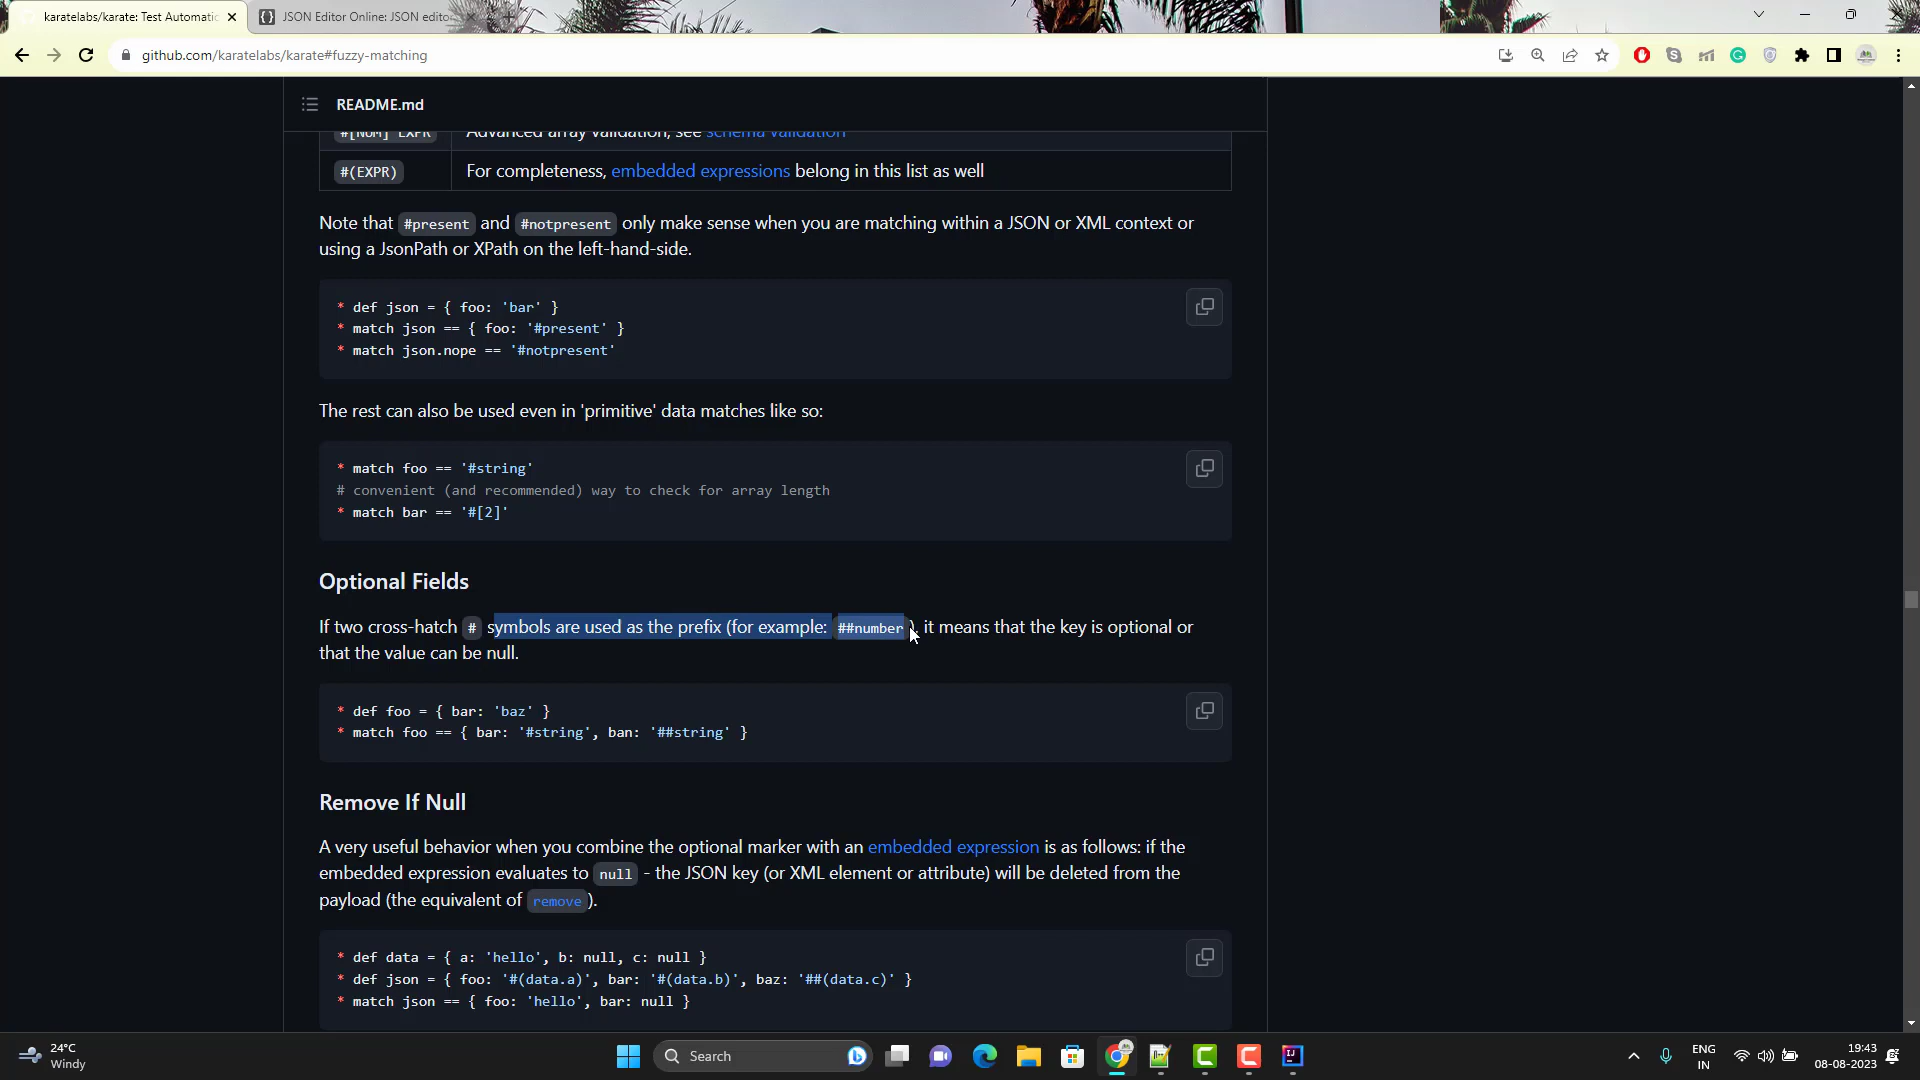 karatelabs/karate: Test Automatic
JSON Editor Online: JSON editor
github.com/karatelabs/karate#fuzzy-matching
README.md
#[NUM] EXPR Advanced array validation, see schema validation
#(EXPR) For completeness, embedded expressions belong in this list as well
Note that #present and #notpresent only make sense when you are matching within a JSON or XML context or
using a JsonPath or XPath on the left-hand-side.
* def json = { foo: 'bar' }
* match json == { foo: '#present' }
* match json.nope == '#notpresent'
The rest can also be used even in 'primitive' data matches like so:
* match foo == '#string'
# convenient (and recommended) way to check for array length
* match bar == '#[2]'
Optional Fields
If two cross-hatch # symbols are used as the prefix (for example: ##number), it means that the key is optional or
that the value can be null.
* def foo = { bar: 'baz' }
* match foo == { bar: '#string', ban: '##string' }
Remove If Null
A very useful behavior when you combine the optional marker with an embedded expression is as follows: if the
embedded expression evaluates to null - the JSON key (or XML element or attribute) will be deleted from the
payload (the equivalent of remove).
* def data = { a: 'hello', b: null, c: null }
* def json = { foo: '#(data.a)', bar: '#(data.b)', baz: '##(data.c)' }
* match json == { foo: 'hello', bar: null }
24°C
Windy
Search
ENG
IN
19:43
08-08-2023